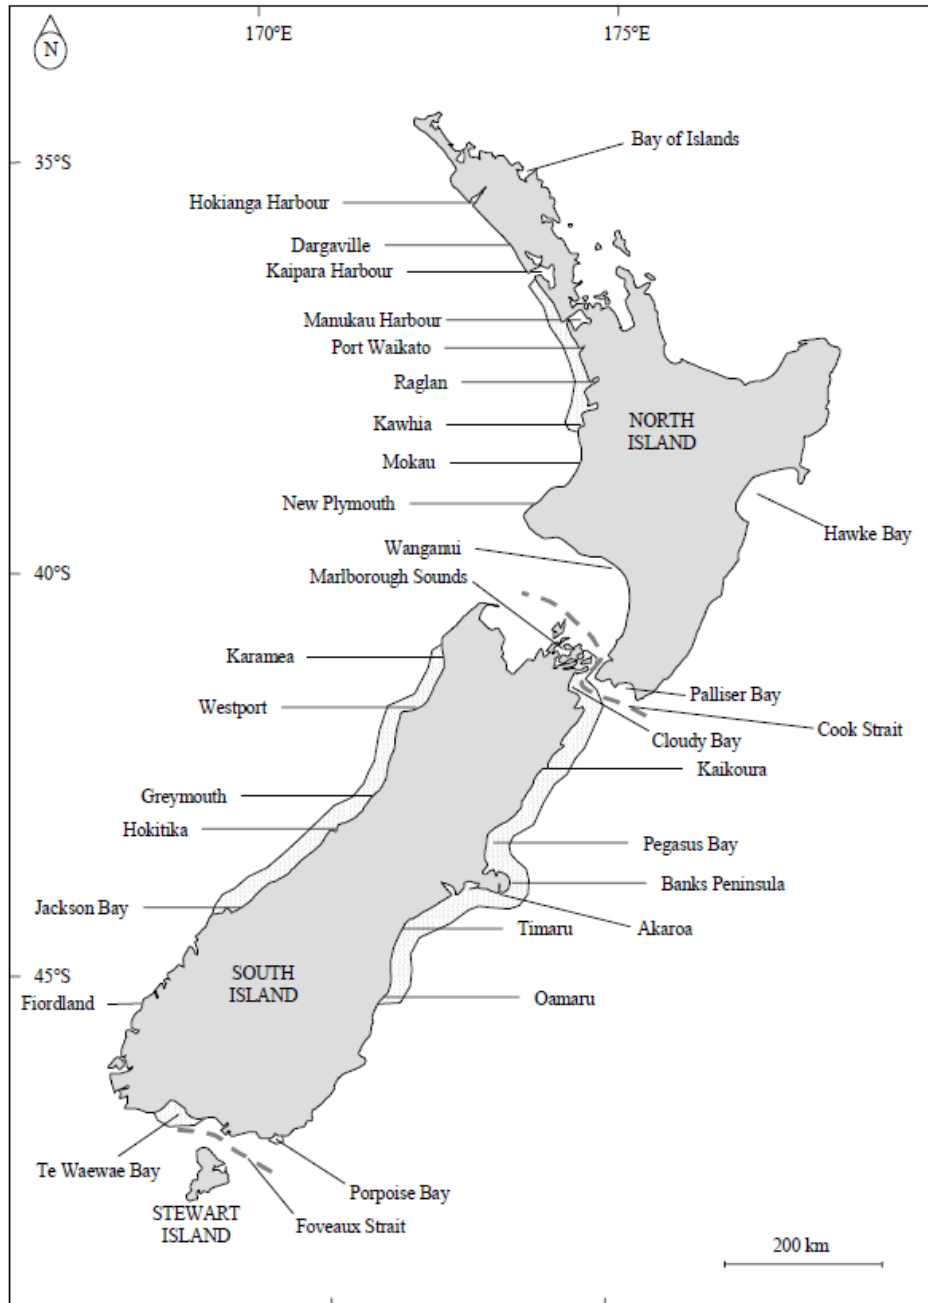 170°E
175°E
N
Bay of Islands
35°S
Hokianga Harbour
Dargaville
Kaipara Harbour
Manukau Harbour
Port Waikato
Raglan
Kawhia
NORTH
ISLAND
Mokau
New Plymouth
Hawke Bay
Wanganui
40°S
Marlborough Sounds
Karamea
Palliser Bay
Westport
Cook Strait
Cloudy Bay
Kaikoura
Greymouth
Hokitika
Pegasus Bay
Banks Peninsula
Jackson Bay
Timaru
Akaroa
45°S
SOUTH
ISLAND
Fiordland
Oamaru
Te Waewae Bay
Porpoise Bay
STEWART
ISLAND
Foveaux Strait
200 km